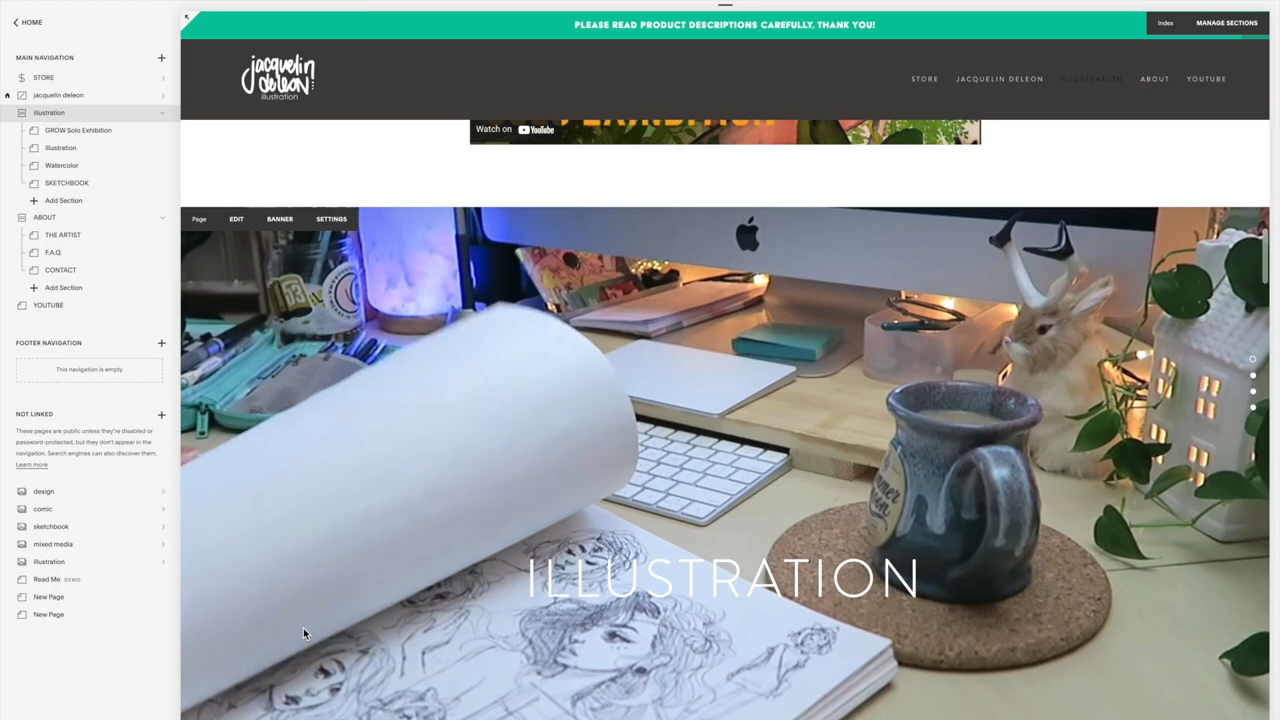 HOME
MAIN NAVIGATION
STORE
jacquelin deleon
illustration
GROW Solo Exhibition
illustration
Watercolor
SKETCHBOOK
Add Section
ABOUT
THE ARTIST
F.A.Q.
CONTACT
Add Section
YOUTUBE
FOOTER NAVIGATION
This navigation is empty
NOT LINKED
These pages are public unless they're disabled or
password-protected, but they don't appear in the
navigation. Search engines can also discover them.
Learn more
design
comic
sketchbook
mixed media
illustration
Read Me DEMO
New Page
New Page
PLEASE READ PRODUCT DESCRIPTIONS CAREFULLY, THANK YOU!
Index MANAGE SECTIONS
jacquelin
deleon
illustration
STORE JACQUELIN DELEON ILLUSTRATION ABOUT YOUTUBE
Watch on YouTube
Page EDIT BANNER SETTINGS
13
ILLUSTRATION